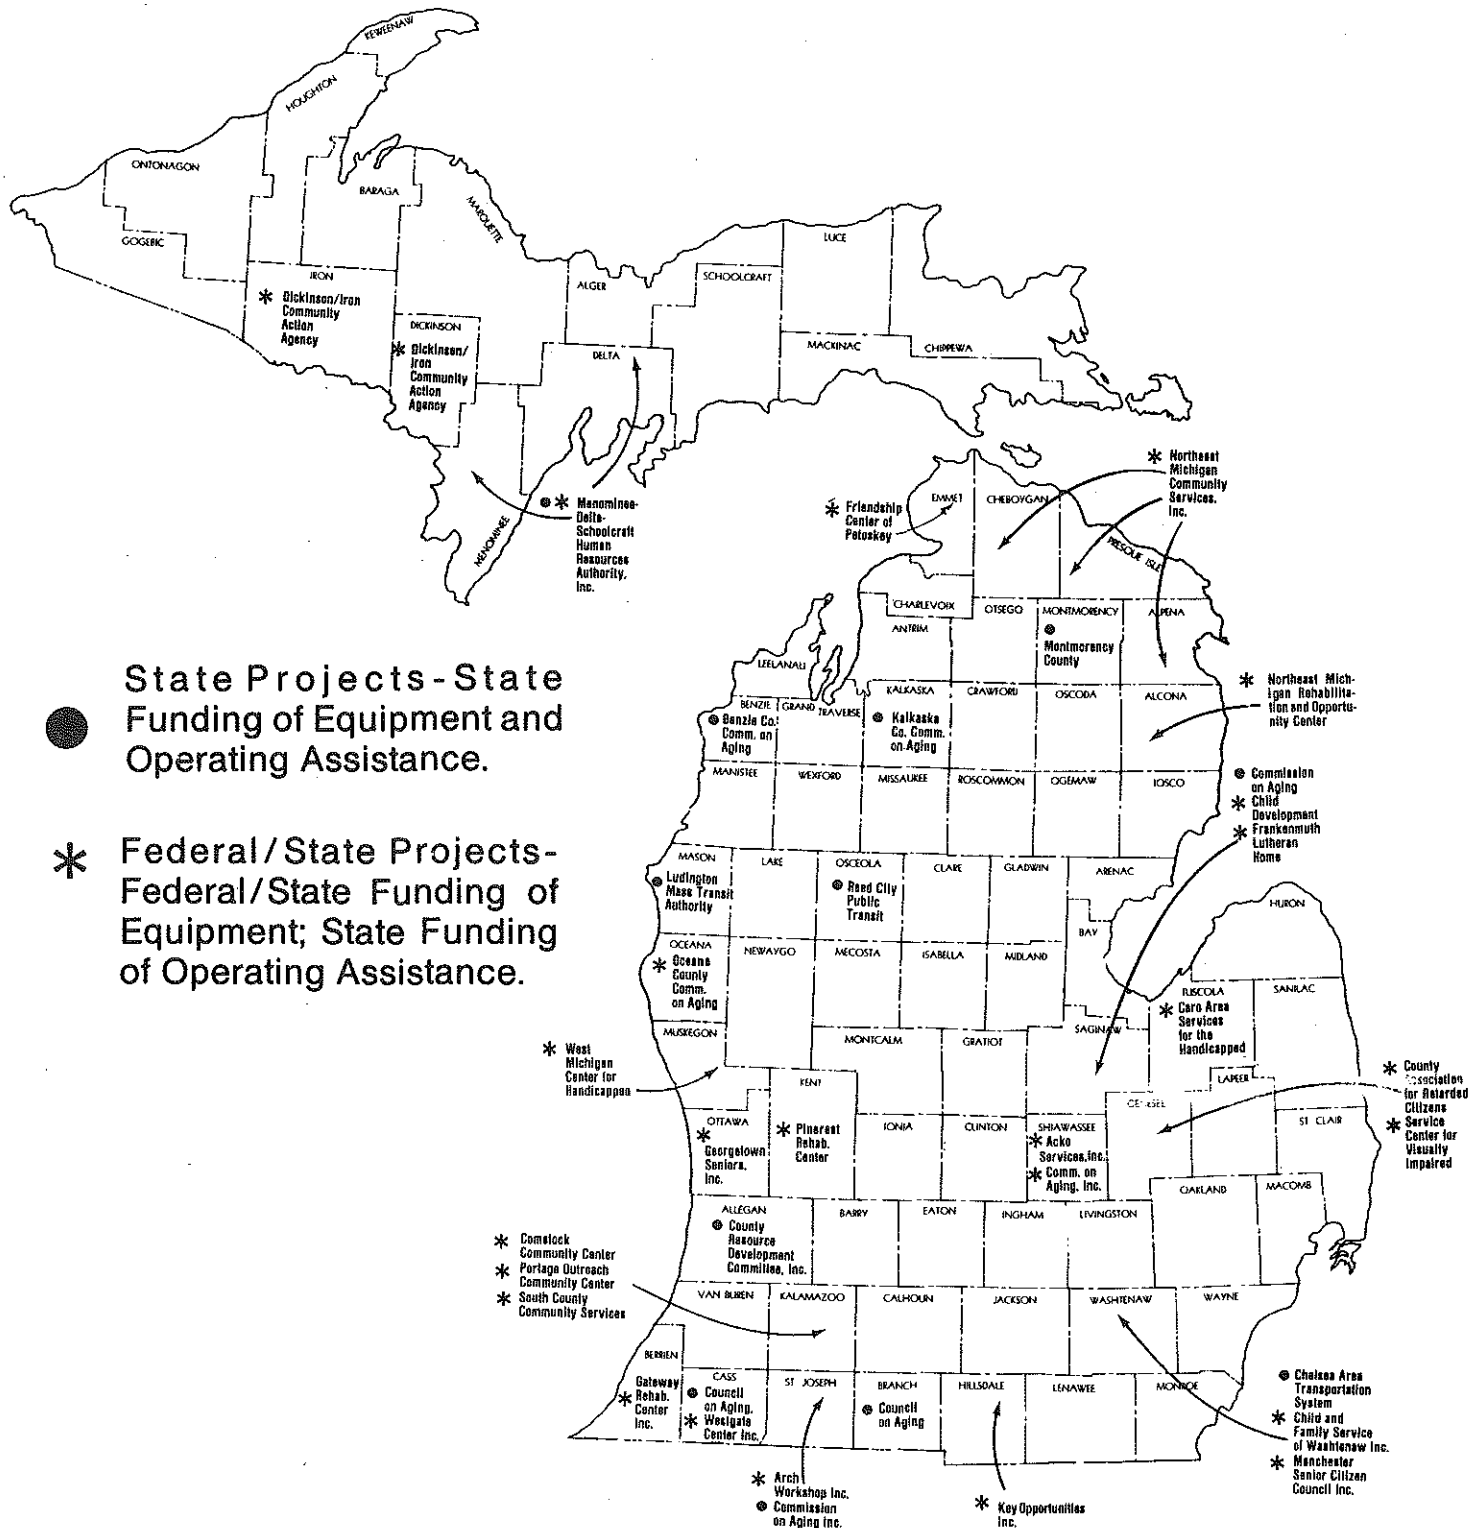 KEWEENAW
HOUGHTON
ONTONAGON
BARAGA
MARQUETTE
GOGEBIC
LUCE
IRON
SCHOOLCRAFT
ALGER
* Dickinson/Iron
Community
Action
Agency
DICKINSON
MACKINAC
CHIPPEWA
DELTA
* Dickinson/
Iron
Community
Action
Agency
* Northeast
Michigan
Community
Services,
Inc.
EMMET
CHEBOYGAN
* Friendship
Center of
Petoskey
● * Menominee-
Delta-
Schoolcraft
Human
Resources
Authority,
Inc.
MENOMINEE
PRESQUE ISLE
CHARLEVOIX
OTSEGO
MONTMORENCY
ALPENA
ANTRIM
● Montmorency
County
LEELANAU
State Projects-State
Funding of Equipment and
Operating Assistance.
KALKASKA
CRAWFORD
OSCODA
ALCONA
* Northeast Mich-
igan Rehabilita-
tion and Opportu-
nity Center
BENZIE
GRAND TRAVERSE
● Benzie Co.
Comm. on
Aging
● Kalkaska
Co. Comm.
on Aging
MANISTEE
WEXFORD
MISSAUKEE
ROSCOMMON
OGEMAW
IOSCO
● Commission
on Aging
* Child
Development
* Frankenmuth
Lutheran
Home
* Federal/State Projects-
Federal/State Funding of
Equipment; State Funding
of Operating Assistance.
MASON
LAKE
OSCEOLA
CLARE
GLADWIN
ARENAC
● Ludington
Mass Transit
Authority
● Reed City
Public
Transit
HURON
BAY
OCEANA
NEWAYGO
MECOSTA
ISABELLA
MIDLAND
* Oceana
County
Comm.
on Aging
TUSCOLA
SANILAC
* Caro Area
Services
for the
Handicapped
MUSKEGON
MONTCALM
GRATIOT
SAGINAW
* West
Michigan
Center for
Handicapped
KENT
LAPEER
* County
Association
for Retarded
Citizens
* Service
Center for
Visually
Impaired
GENESEE
OTTAWA
* Georgetown
Seniors,
Inc.
* Pinerest
Rehab.
Center
IONIA
CLINTON
SHIAWASSEE
* Acko
Services,Inc.
* Comm. on
Aging, Inc.
ST CLAIR
OAKLAND
MACOMB
ALLEGAN
BARRY
EATON
INGHAM
LIVINGSTON
● County
Resource
Development
Committee, Inc.
* Comstock
Community Center
* Portage Outreach
Community Center
* South County
Community Services
VAN BUREN
KALAMAZOO
CALHOUN
JACKSON
WASHTENAW
WAYNE
BERRIEN
* Gateway
Rehab.
Center
Inc.
CASS
● Council
on Aging,
* Westgate
Center Inc.
ST JOSEPH
BRANCH
● Council
on Aging
HILLSDALE
LENAWEE
MONROE
● Chelsea Area
Transportation
System
* Child and
Family Service
of Washtenaw Inc.
* Manchester
Senior Citizen
Council Inc.
* Arch
Workshop Inc.
● Commission
on Aging Inc.
* Key Opportunities
Inc.